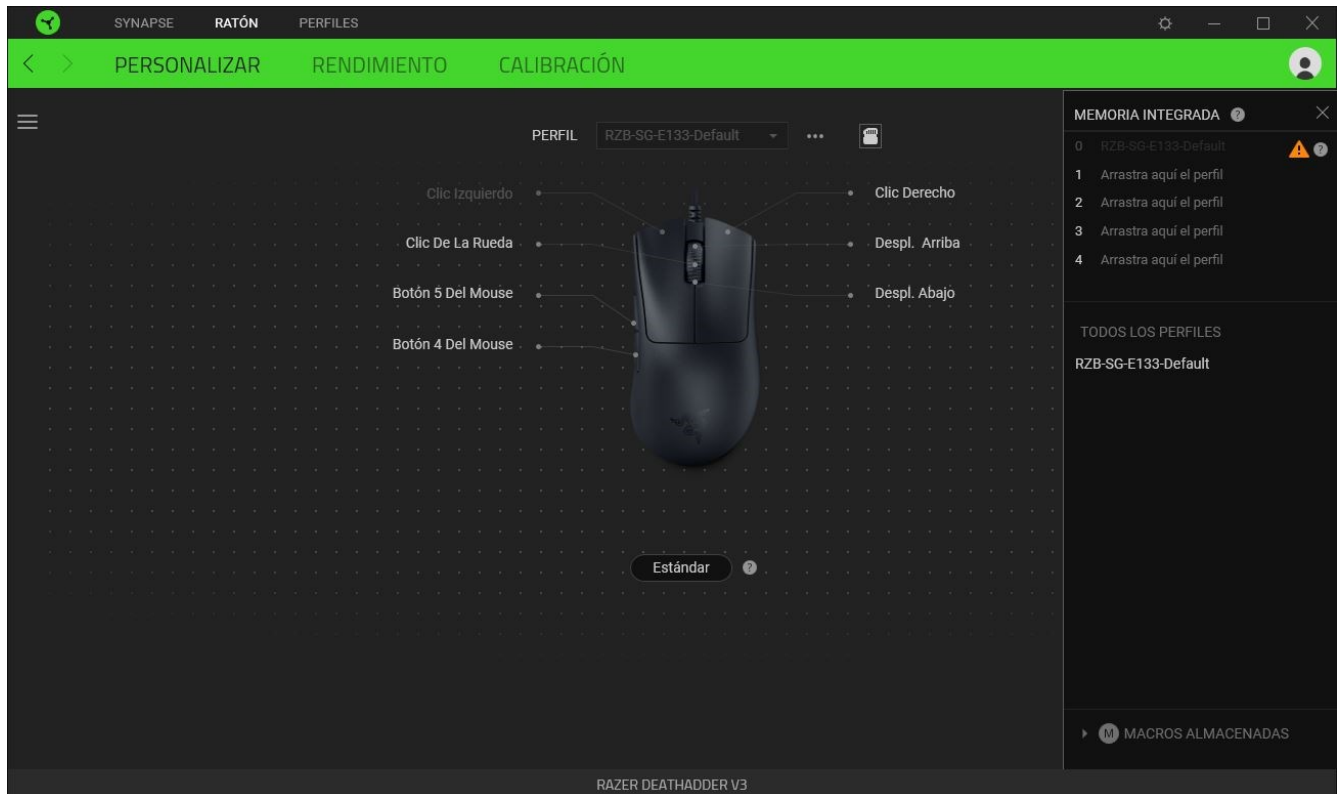 SYNAPSE RATÓN PERFILES
PERSONALIZAR RENDIMIENTO CALIBRACIÓN
PERFIL RZB-SG-E133-Default
Clic Izquierdo
Clic De La Rueda
Botón 5 Del Mouse
Botón 4 Del Mouse
Clic Derecho
Despl. Arriba
Despl. Abajo
Estándar ?
MEMORIA INTEGRADA ?
0 RZB-SG-E133-Default ?
1 Arrastra aquí el perfil
2 Arrastra aquí el perfil
3 Arrastra aquí el perfil
4 Arrastra aquí el perfil
TODOS LOS PERFILES
RZB-SG-E133-Default
M MACROS ALMACENADAS
RAZER DEATHADDER V3